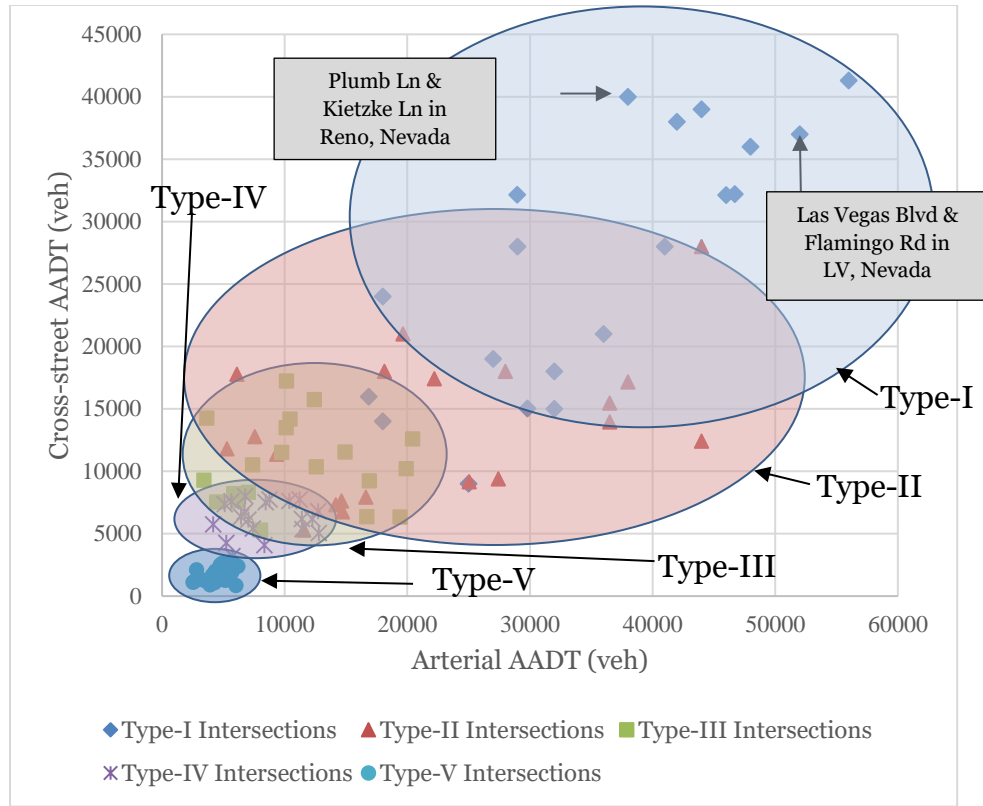 45000
40000
35000
30000
25000
20000
15000
10000
5000
0
Cross-street AADT (veh)
Plumb Ln &
Kietzke Ln in
Reno, Nevada
Type-IV
Las Vegas Blvd &
Flamingo Rd in
LV, Nevada
Type-I
Type-II
Type-III
Type-V
0 10000 20000 30000 40000 50000 60000
Arterial AADT (veh)
Type-I Intersections Type-II Intersections Type-III Intersections
Type-IV Intersections Type-V Intersections